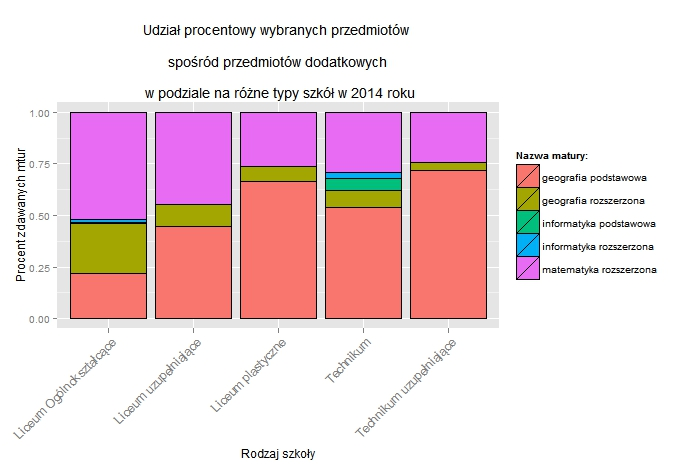 Udział procentowy wybranych przedmiotów
spośród przedmiotów dodatkowych
w podziale na różne typy szkół w 2014 roku
Procent zdawanych mtur
1.00
0.75
0.50
0.25
0.00
Liceum Ogólnokształcące
Liceum uzupełniające
Liceum plastyczne
Technikum
Technikum uzupełniające
Rodzaj szkoły
Nazwa matury:
geografia podstawowa
geografia rozszerzona
informatyka podstawowa
informatyka rozszerzona
matematyka rozszerzona